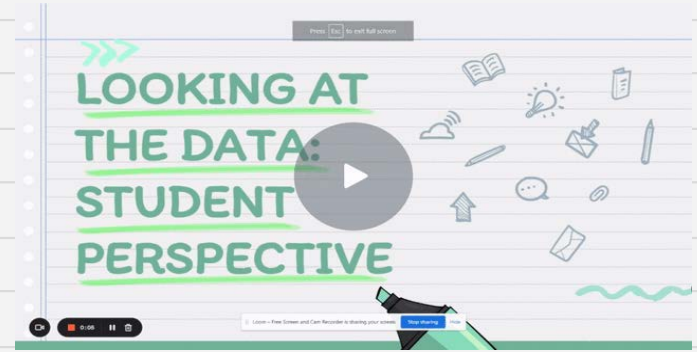 Press Esc to exit full screen
LOOKING AT
THE DATA:
STUDENT
PERSPECTIVE
0:06
Loom – Free Screen and Cam Recorder is sharing your screen. Stop sharing Hide